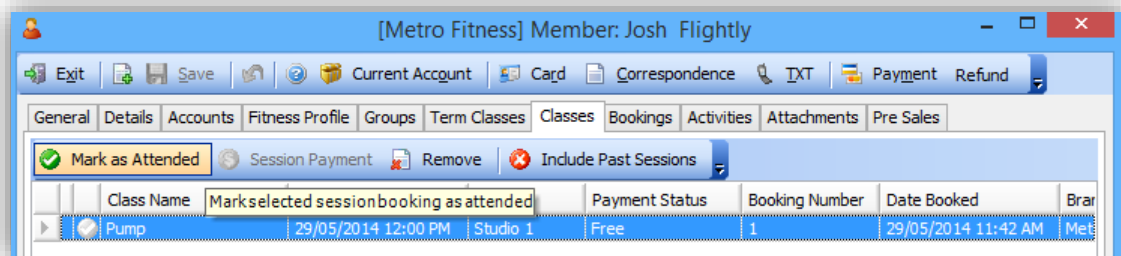 [Metro Fitness] Member: Josh Flightly
Exit Save Current Account Card Correspondence TXT Payment Refund
General Details Accounts Fitness Profile Groups Term Classes Classes Bookings Activities Attachments Pre Sales
Mark as Attended Session Payment Remove Include Past Sessions
Class Name Payment Status Booking Number Date Booked Bran
Mark selected session booking as attended
Pump 29/05/2014 12:00 PM Studio 1 Free 1 29/05/2014 11:42 AM Met